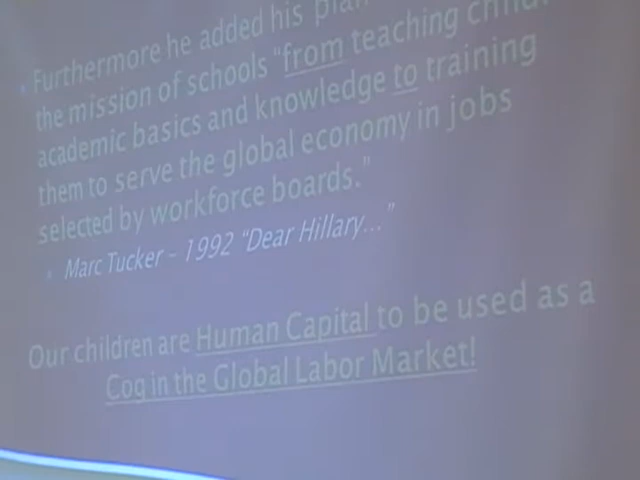 Furthermore he added his plan
the mission of schools "from teaching
academic basics and knowledge to training
them to serve the global economy in jobs
selected by workforce boards."
Marc Tucker - 1992 "Dear Hillary..."
Our children are Human Capital to be used as a
Cog in the Global Labor Market!